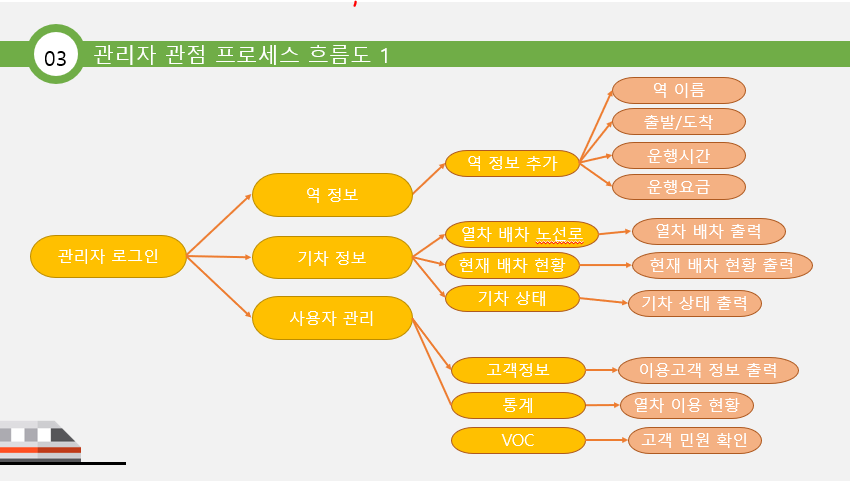 03
관리자 관점 프로세스 흐름도 1
관리자 로그인
역 정보
역 정보 추가
역 이름
출발/도착
운행시간
운행요금
기차 정보
열차 배차 노선로
열차 배차 출력
현재 배차 현황
현재 배차 현황 출력
기차 상태
기차 상태 출력
사용자 관리
고객정보
이용고객 정보 출력
통계
열차 이용 현황
VOC
고객 민원 확인